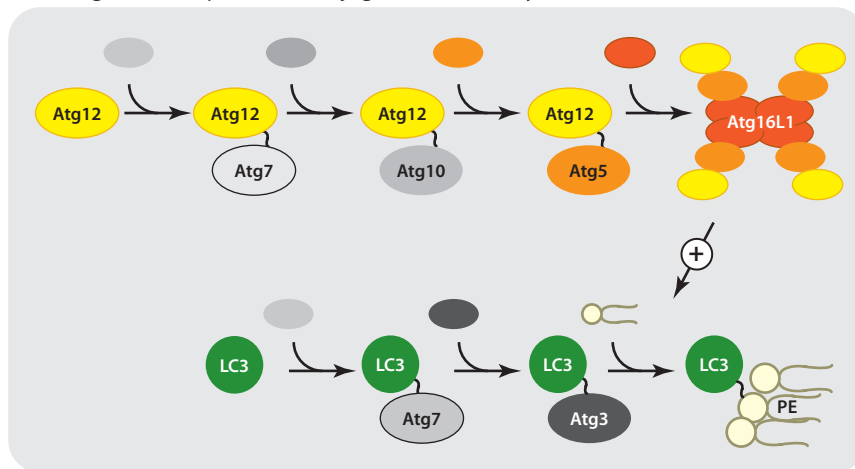 Atg12
Atg12
Atg7
Atg12
Atg10
Atg12
Atg5
Atg16L1
+
LC3
LC3
Atg7
LC3
Atg3
LC3
PE